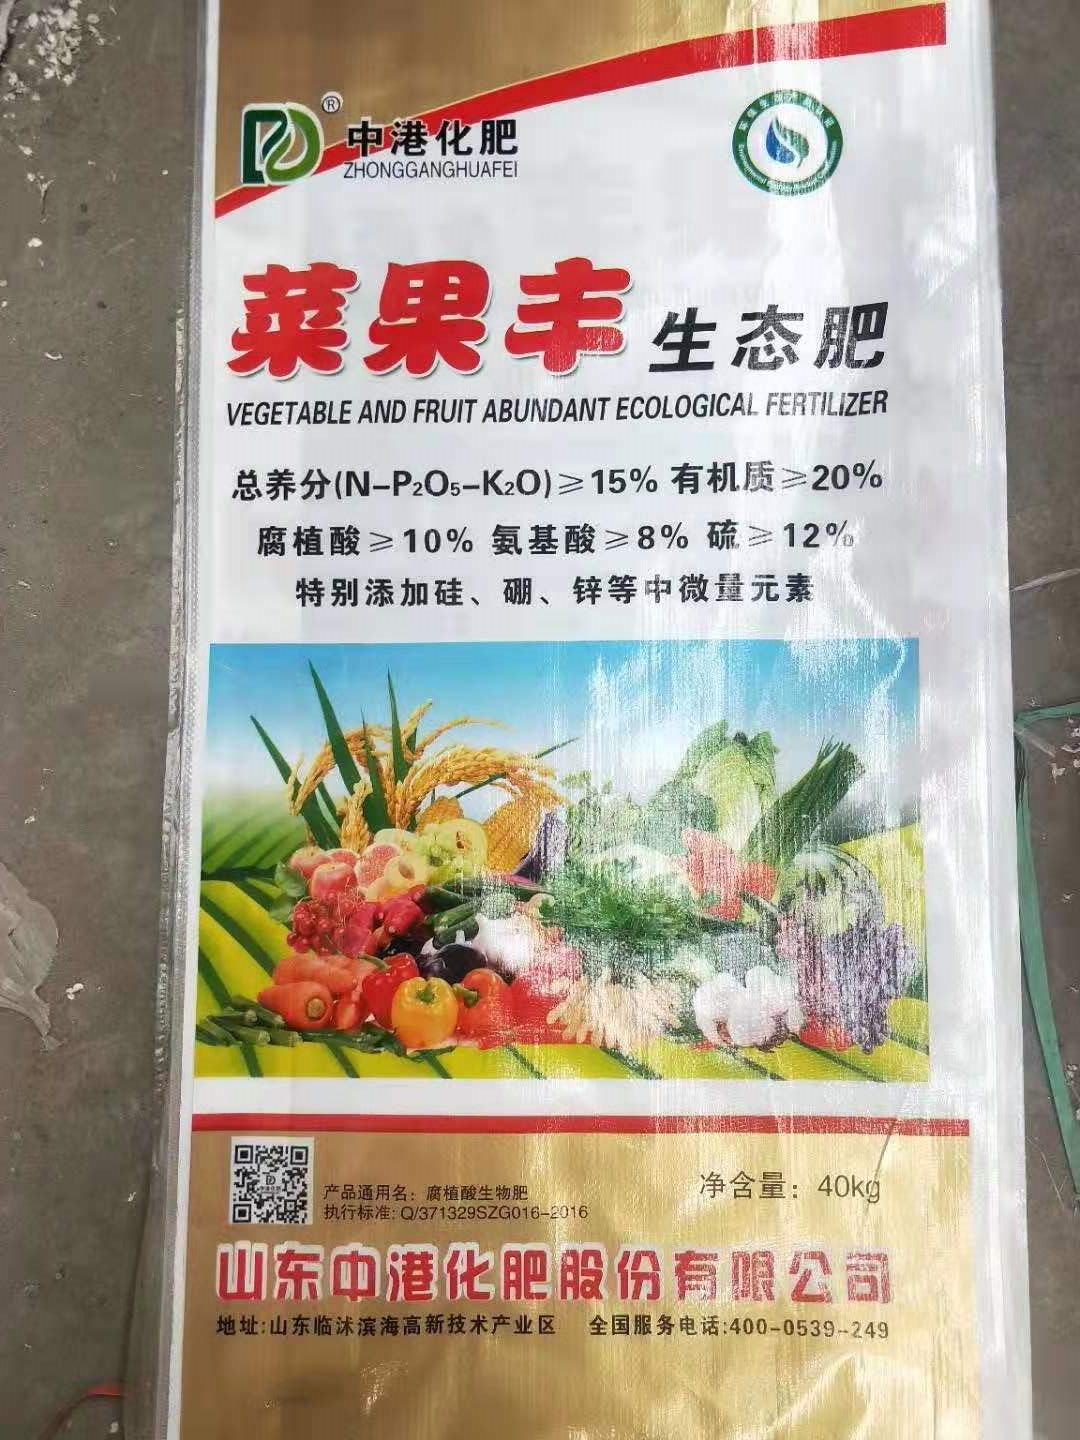 ®
中港化肥
ZHONGGANGHUAFEI
菜果丰 生态肥
VEGETABLE AND FRUIT ABUNDANT ECOLOGICAL FERTILIZER
总养分(N-P₂O₅-K₂O)≥15% 有机质≥20%
腐植酸≥10% 氨基酸≥8% 硫≥12%
特别添加硅、硼、锌等中微量元素
产品通用名：腐植酸生物肥
执行标准: Q/371329SZG016-2016
净含量：40kg
山东中港化肥股份有限公司
地址:山东临沭滨海高新技术产业区 全国服务电话:400-0539-249